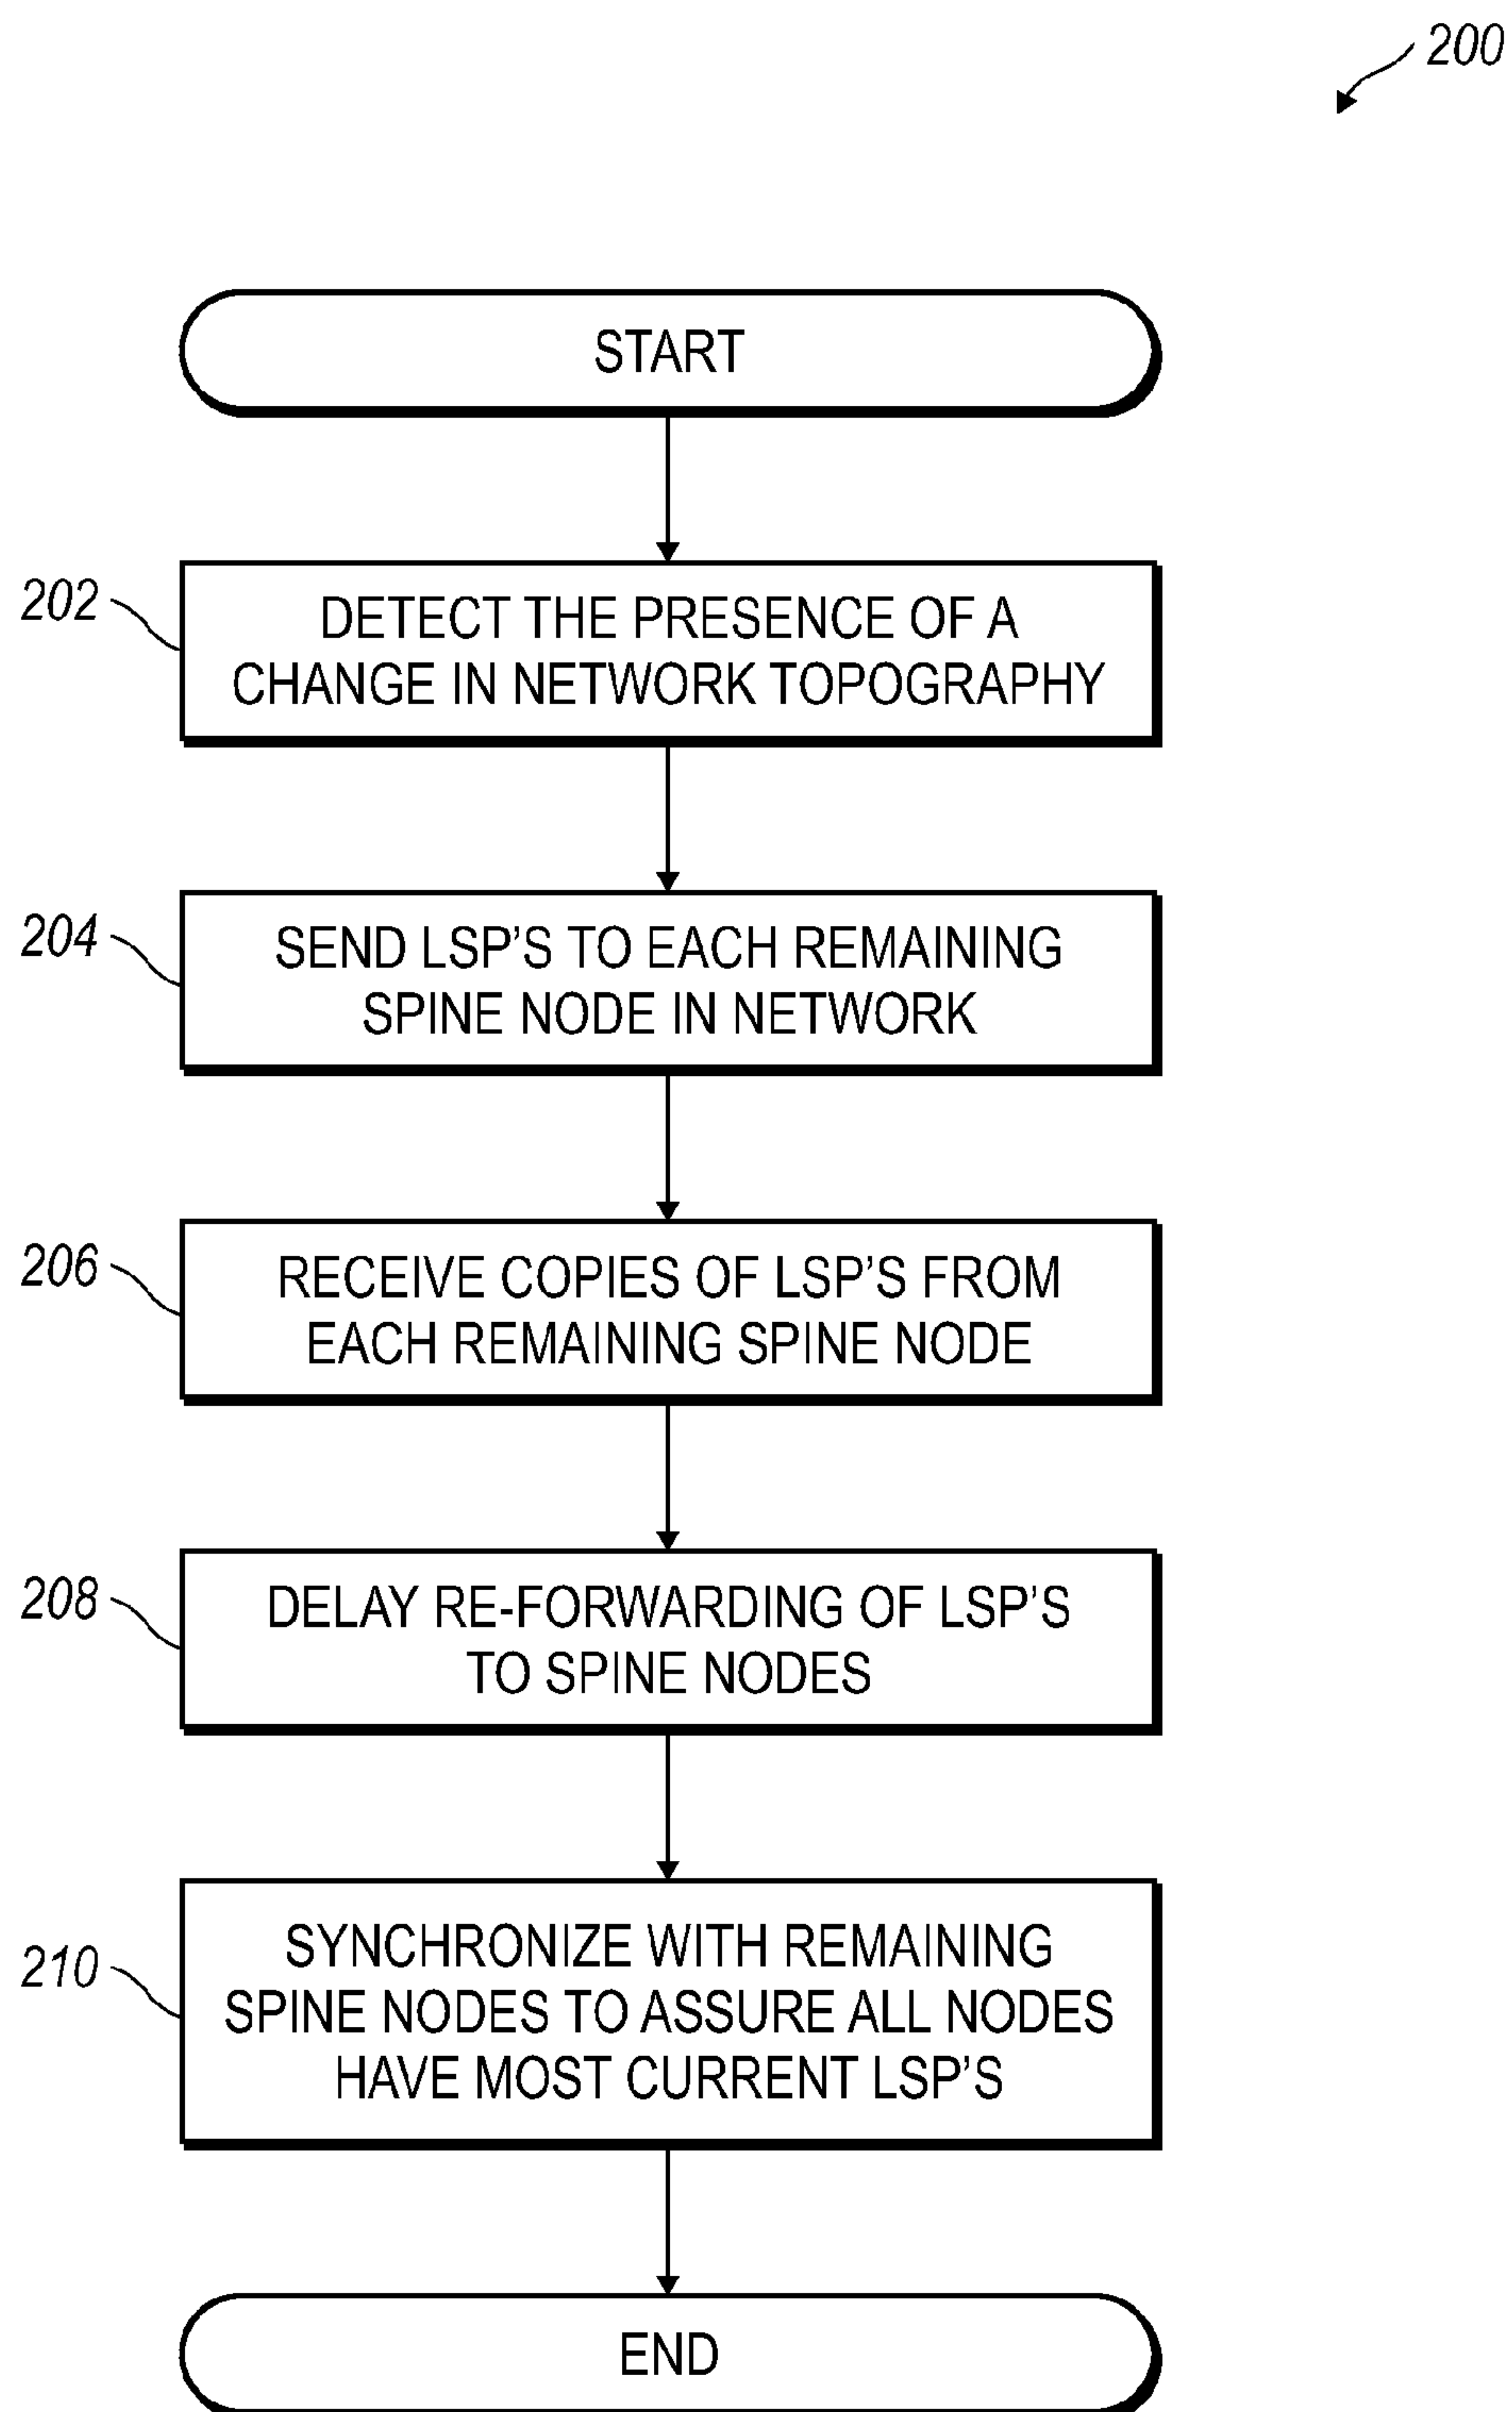 200
START
202
DETECT THE PRESENCE OF A
CHANGE IN NETWORK TOPOGRAPHY
204
SEND LSP'S TO EACH REMAINING
SPINE NODE IN NETWORK
206
RECEIVE COPIES OF LSP'S FROM
EACH REMAINING SPINE NODE
208
DELAY RE-FORWARDING OF LSP'S
TO SPINE NODES
210
SYNCHRONIZE WITH REMAINING
SPINE NODES TO ASSURE ALL NODES
HAVE MOST CURRENT LSP'S
END